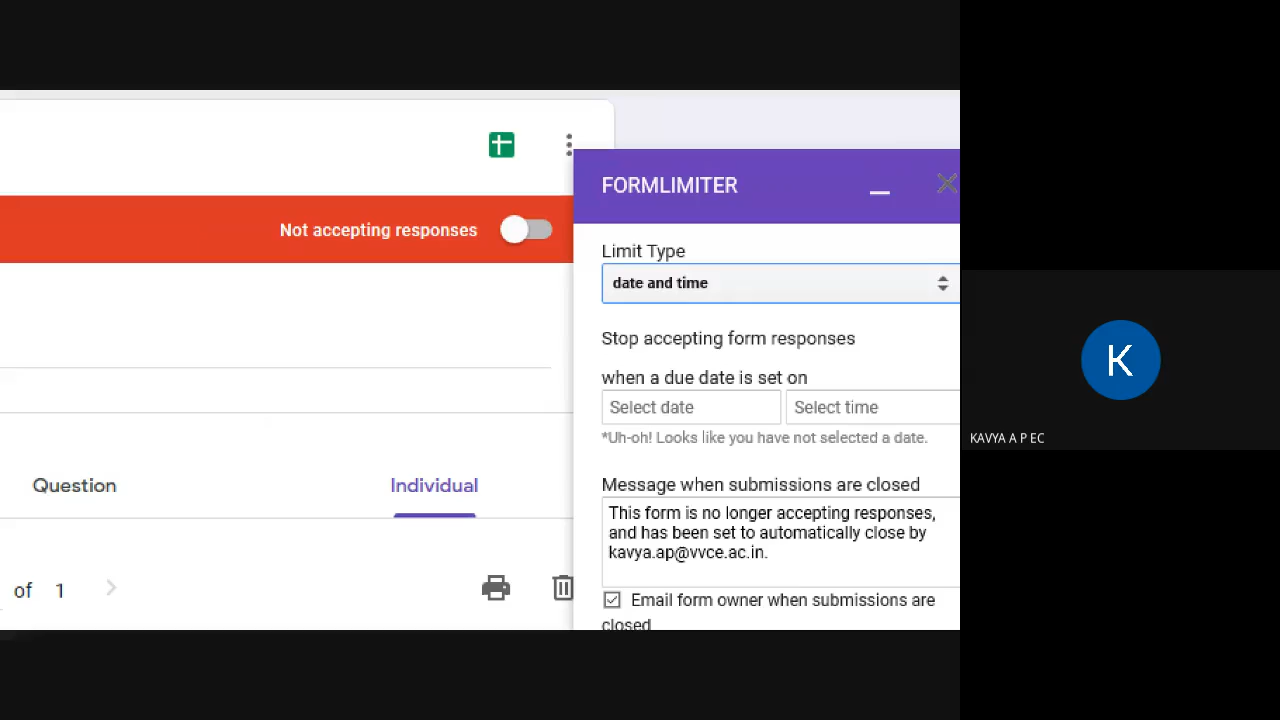 FORMLIMITER
Not accepting responses
Limit Type
date and time
Stop accepting form responses
when a due date is set on
Select date
Select time
*Uh-oh! Looks like you have not selected a date.
Question
Individual
Message when submissions are closed
This form is no longer accepting responses,
and has been set to automatically close by
kavya.ap@vvce.ac.in.
of 1
Email form owner when submissions are
closed
K
KAVYA A P EC